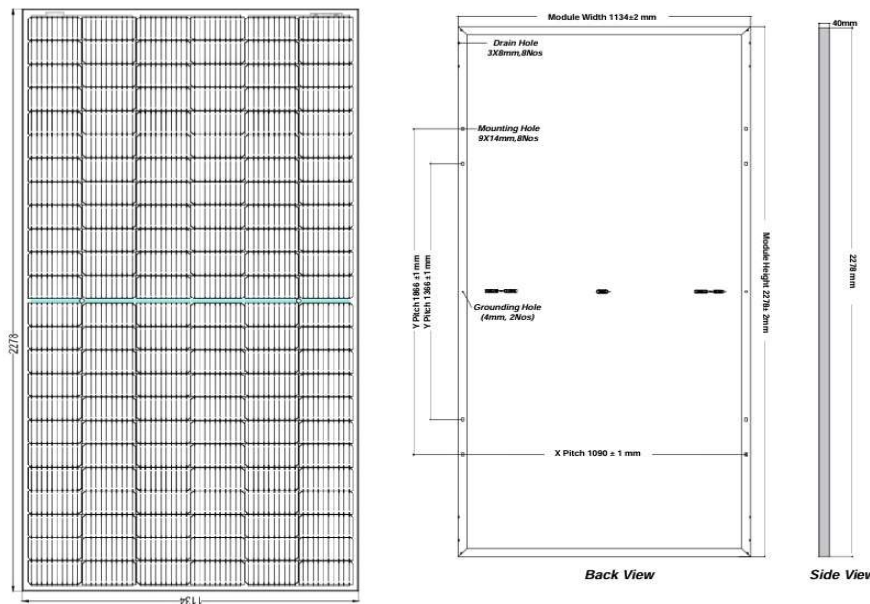 2278
1134
Module Width 1134±2 mm
Drain Hole
3X8mm,8Nos
Mounting Hole
9X14mm,8Nos
Y Pitch 1866 ±1 mm
Y Pitch 1366 ±1 mm
Grounding Hole
(4mm, 2Nos)
X Pitch 1090 ± 1 mm
Module Height 2278± 2mm
Back View
40mm
2278 mm
Side View